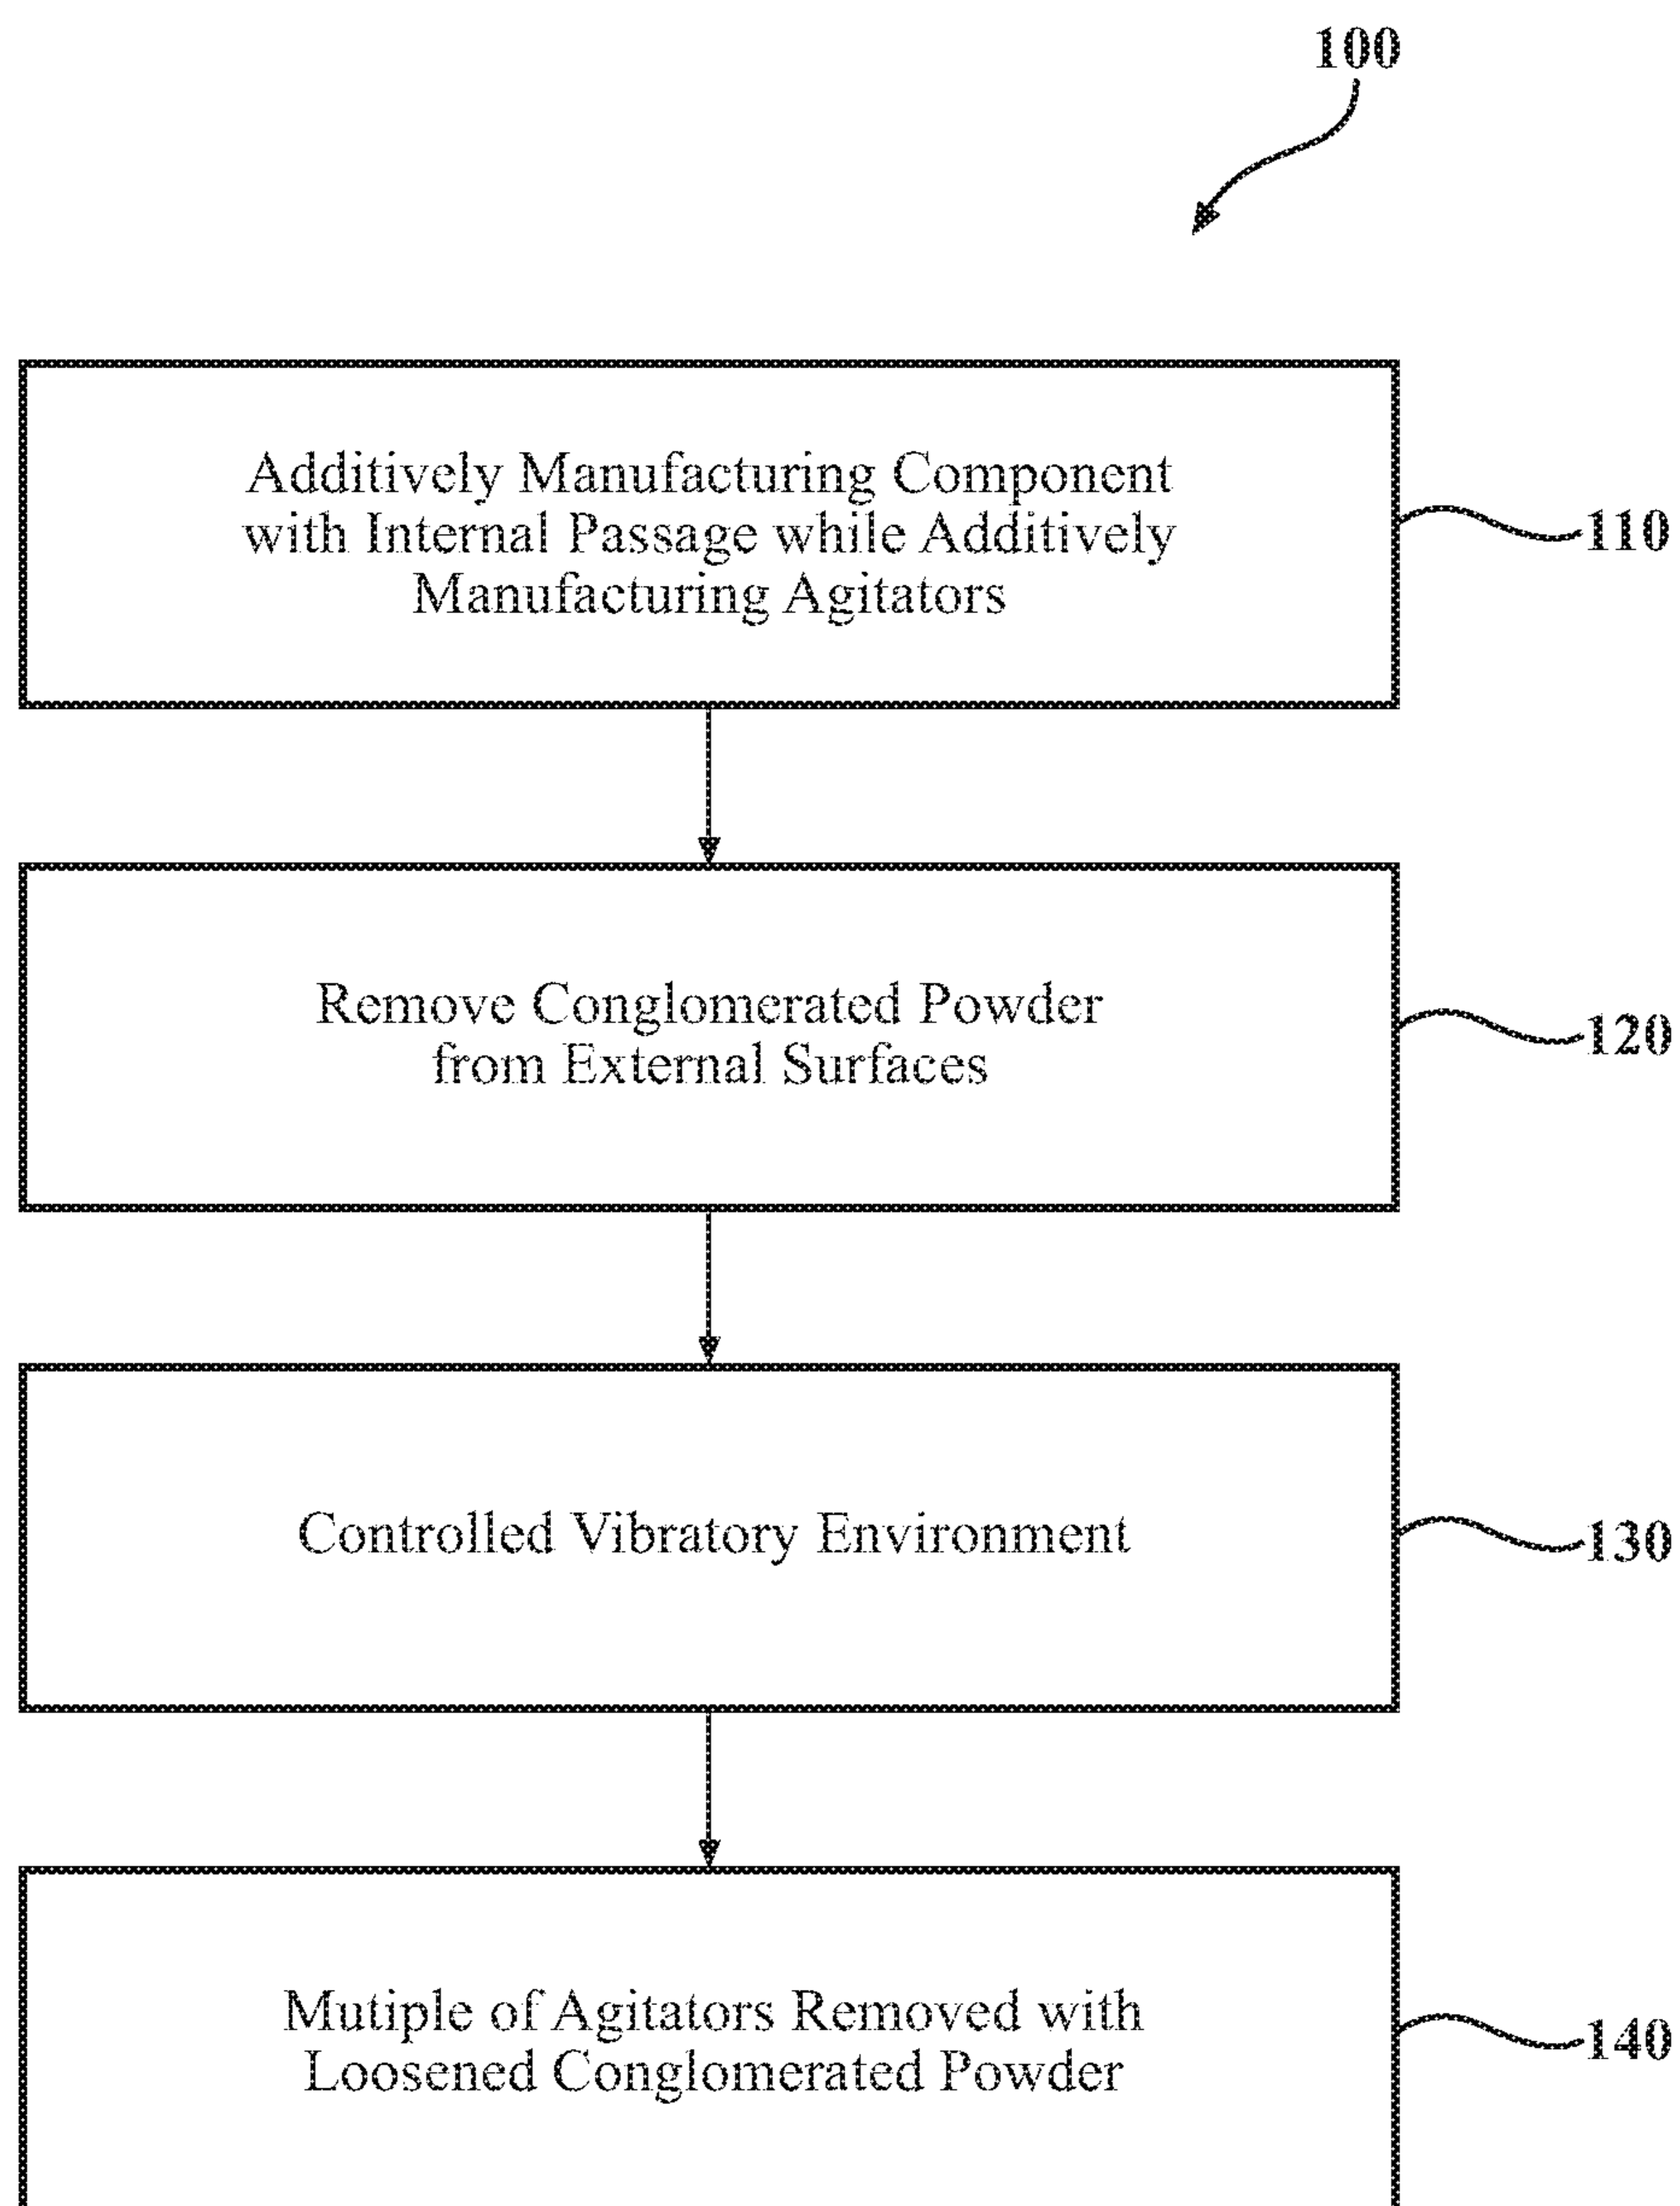 100
Additively Manufacturing Component
with Internal Passage while Additively
Manufacturing Agitators
110
Remove Conglomerated Powder
from External Surfaces
120
Controlled Vibratory Environment
130
Mutiple of Agitators Removed with
Loosened Conglomerated Powder
140